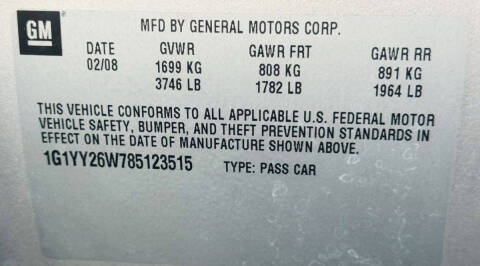 GM
MFD BY GENERAL MOTORS CORP.
DATE GVWR GAWR FRT GAWR RR
02/08 1699 KG 808 KG 891 KG
3746 LB 1782 LB 1964 LB
THIS VEHICLE CONFORMS TO ALL APPLICABLE U.S. FEDERAL MOTOR
VEHICLE SAFETY, BUMPER, AND THEFT PREVENTION STANDARDS IN
EFFECT ON THE DATE OF MANUFACTURE SHOWN ABOVE.
1G1YY26W785123515 TYPE: PASS CAR